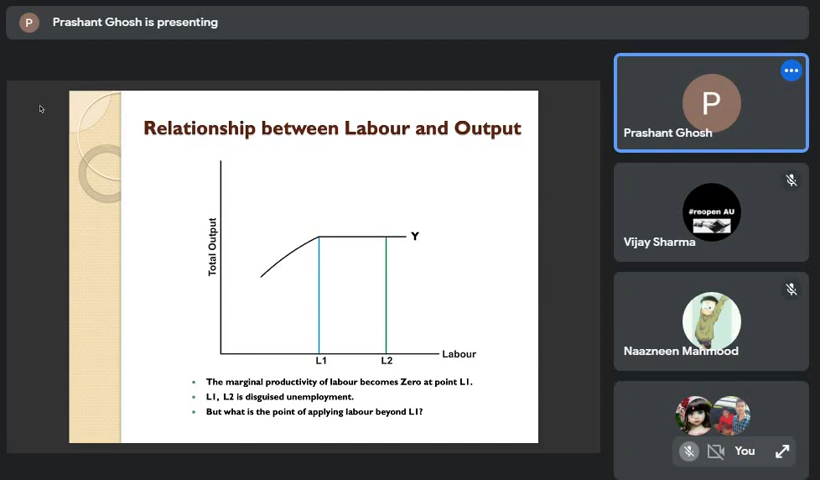 P
Prashant Ghosh is presenting
Relationship between Labour and Output
Total Output
Y
L1
L2
Labour
The marginal productivity of labour becomes Zero at point L1.
L1, L2 is disguised unemployment.
But what is the point of applying labour beyond L1?
P
Prashant Ghosh
#reopen AU
Vijay Sharma
Naazneen Mahmood
You